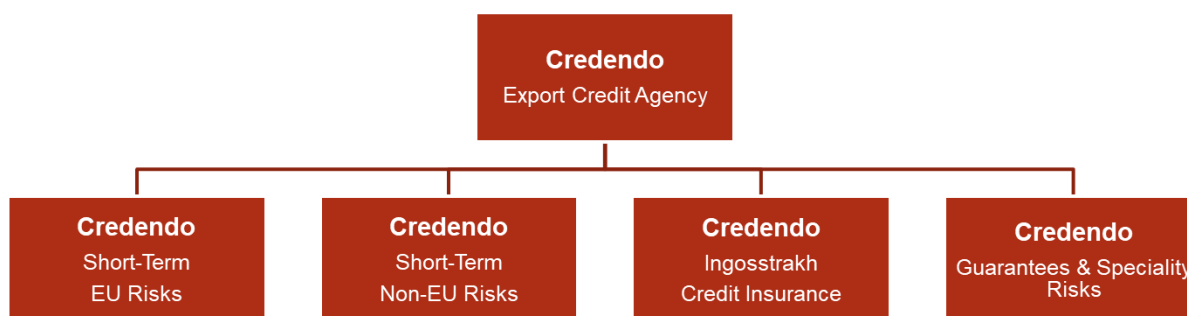 Credendo
Export Credit Agency
Credendo
Short-Term
EU Risks
Credendo
Short-Term
Non-EU Risks
Credendo
Ingosstrakh
Credit Insurance
Credendo
Guarantees & Speciality
Risks